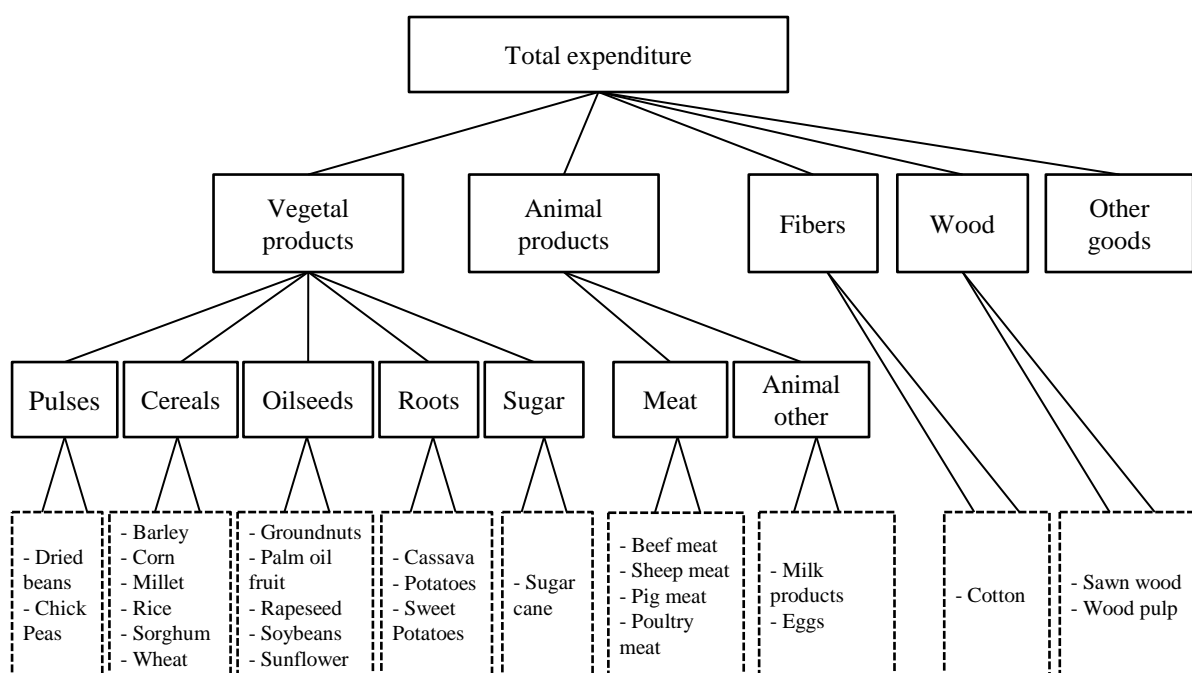 Total expenditure
Vegetal
products
Animal
products
Fibers
Wood
Other
goods
Pulses
Cereals
Oilseeds
Roots
Sugar
Meat
Animal
other
- Dried
beans
- Chick
Peas
- Barley
- Corn
- Millet
- Rice
- Sorghum
- Wheat
- Groundnuts
- Palm oil
fruit
- Rapeseed
- Soybeans
- Sunflower
- Cassava
- Potatoes
- Sweet
Potatoes
- Sugar
cane
- Beef meat
- Sheep meat
- Pig meat
- Poultry
meat
- Milk
products
- Eggs
- Cotton
- Sawn wood
- Wood pulp